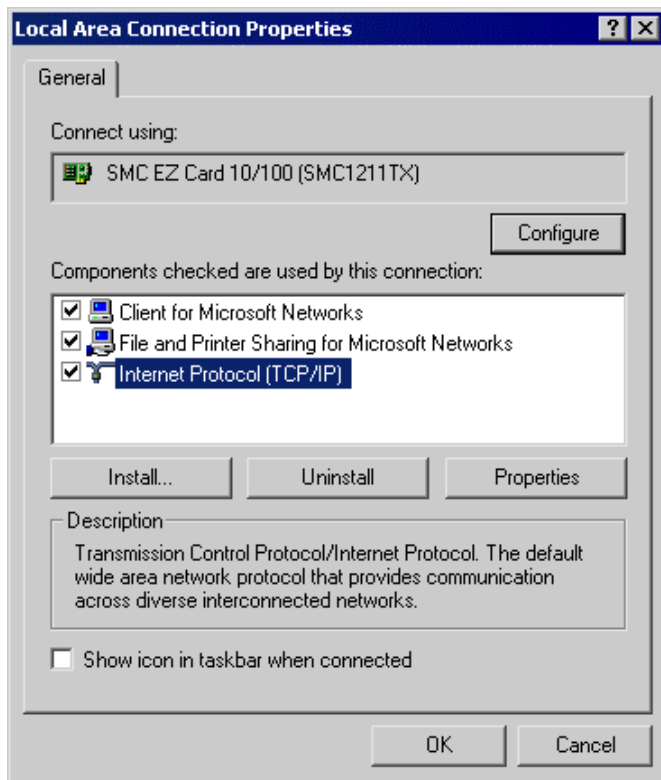 Local Area Connection Properties
General
Connect using:
SMC EZ Card 10/100 (SMC1211TX)
Configure
Components checked are used by this connection:
Client for Microsoft Networks
File and Printer Sharing for Microsoft Networks
Internet Protocol (TCP/IP)
Install... Uninstall Properties
Description
Transmission Control Protocol/Internet Protocol. The default
wide area network protocol that provides communication
across diverse interconnected networks.
Show icon in taskbar when connected
OK Cancel